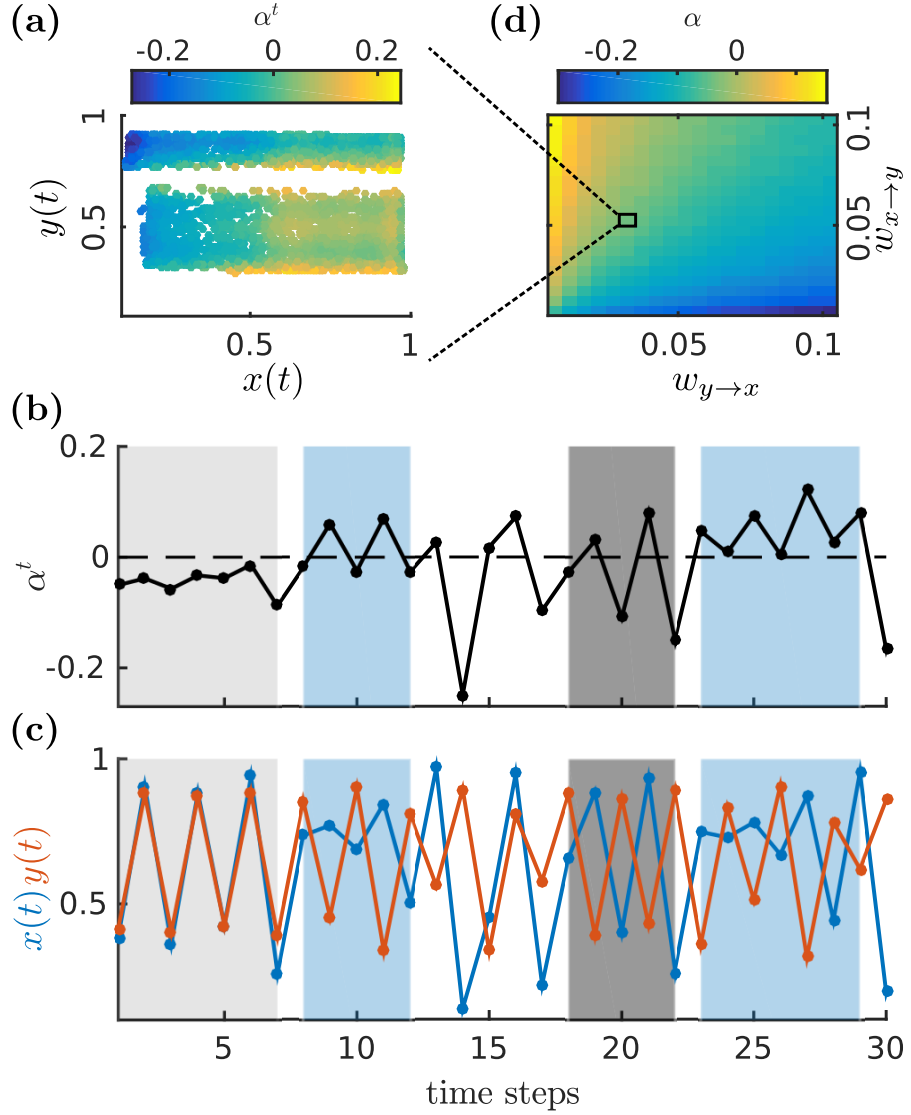 (a)
αᵗ
-0.2 0 0.2
1
0.5
y(t)
0.5 1
x(t)
(d)
α
-0.2 0
0.1
0.05
w_{x→y}
0.05 0.1
w_{y→x}
(b)
0.2
0
-0.2
αᵗ
(c)
1
0.5
x(t) y(t)
5 10 15 20 25 30
time steps